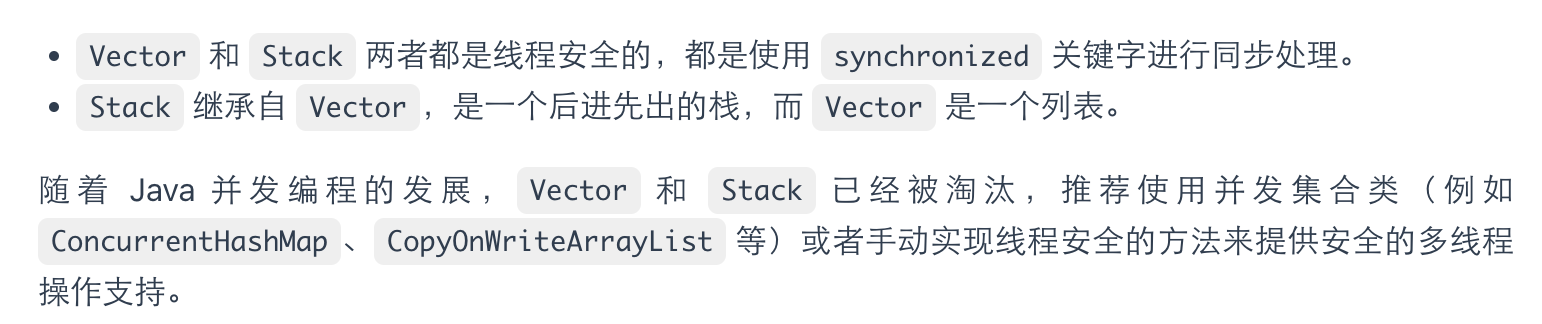 • Vector 和 Stack 两者都是线程安全的，都是使用 synchronized 关键字进行同步处理。
• Stack 继承自 Vector，是一个后进先出的栈，而 Vector 是一个列表。
随着 Java 并发编程的发展，Vector 和 Stack 已经被淘汰，推荐使用并发集合类（例如
ConcurrentHashMap、CopyOnWriteArrayList 等）或者手动实现线程安全的方法来提供安全的多线程
操作支持。